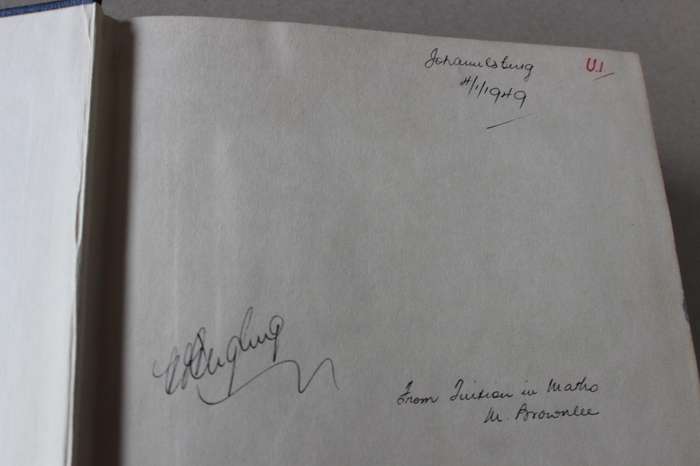 Johannesburg U.1
4/1/1949
From Tuition in Maths
M. Brownlee